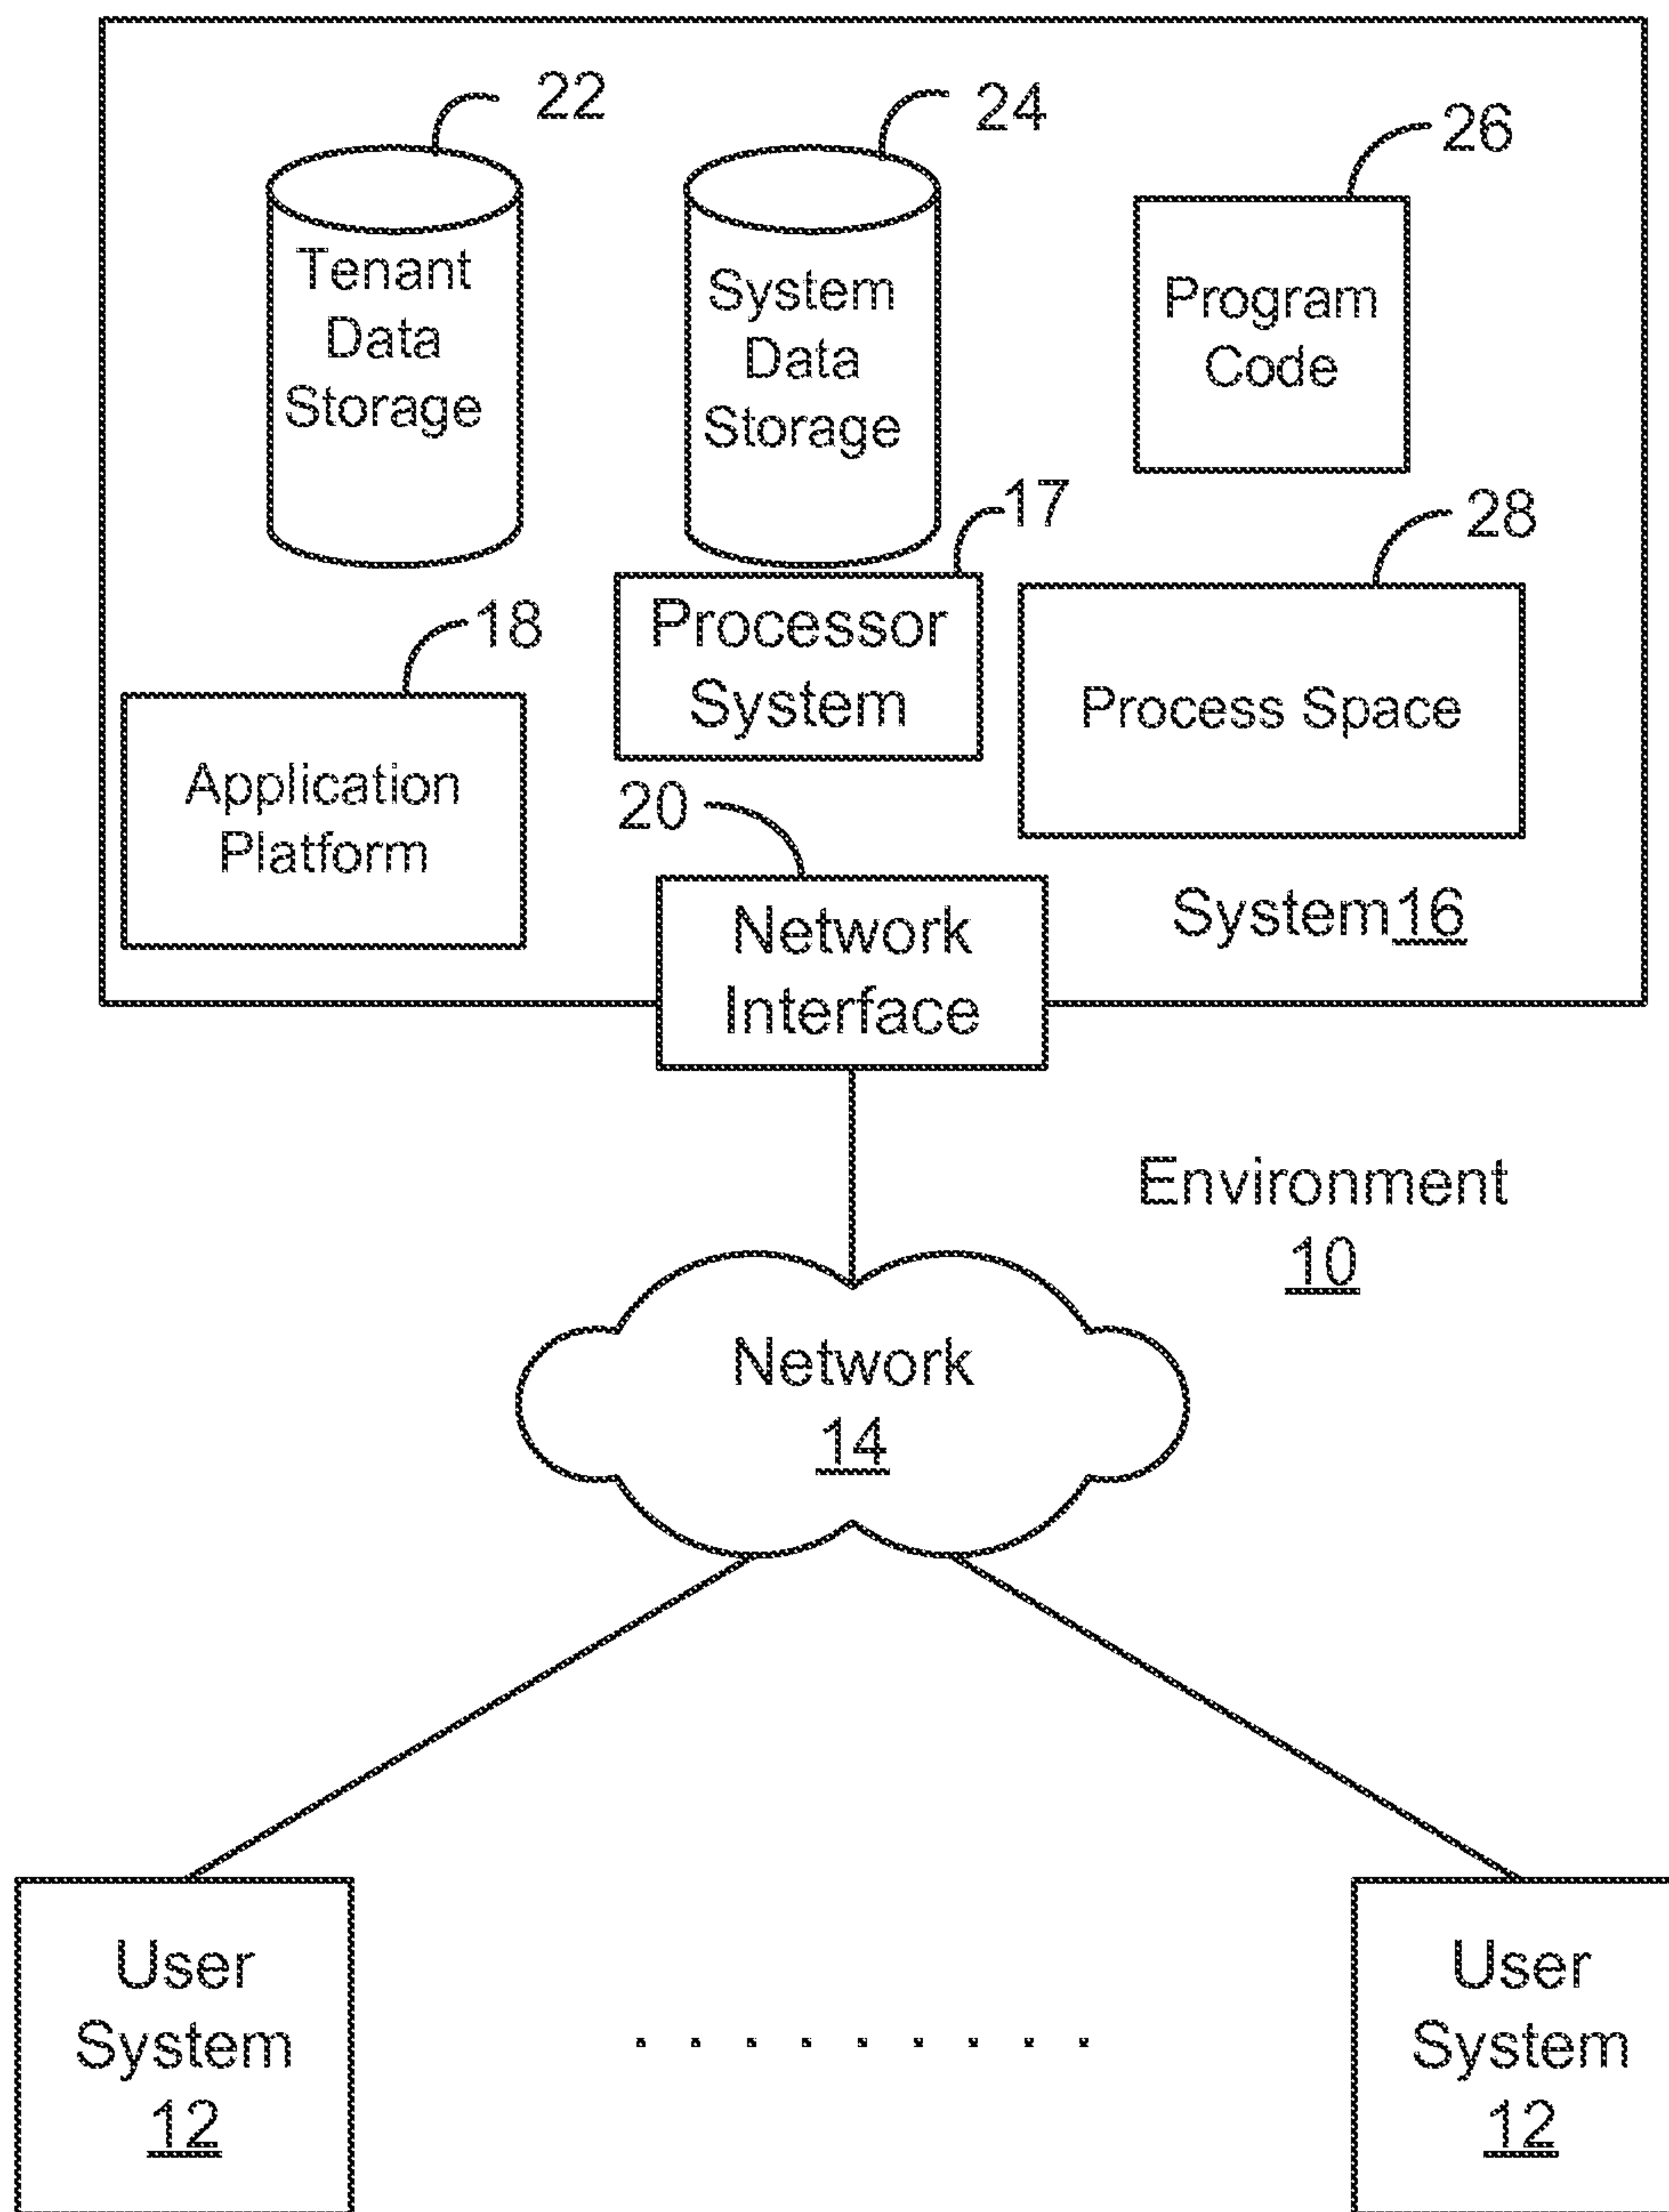 22
24
26
Tenant
Data
Storage
System
Data
Storage
Program
Code
17
28
18
Processor
System
Process Space
Application
Platform
20
Network
Interface
System 16
Environment
10
Network
14
User
System
12
User
System
12